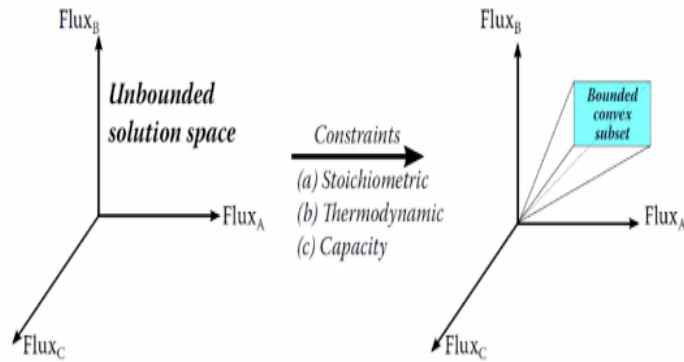 Flux_B
Unbounded
solution space
Flux_A
Flux_C
Constraints
(a) Stoichiometric
(b) Thermodynamic
(c) Capacity
Flux_B
Bounded
convex
subset
Flux_A
Flux_C